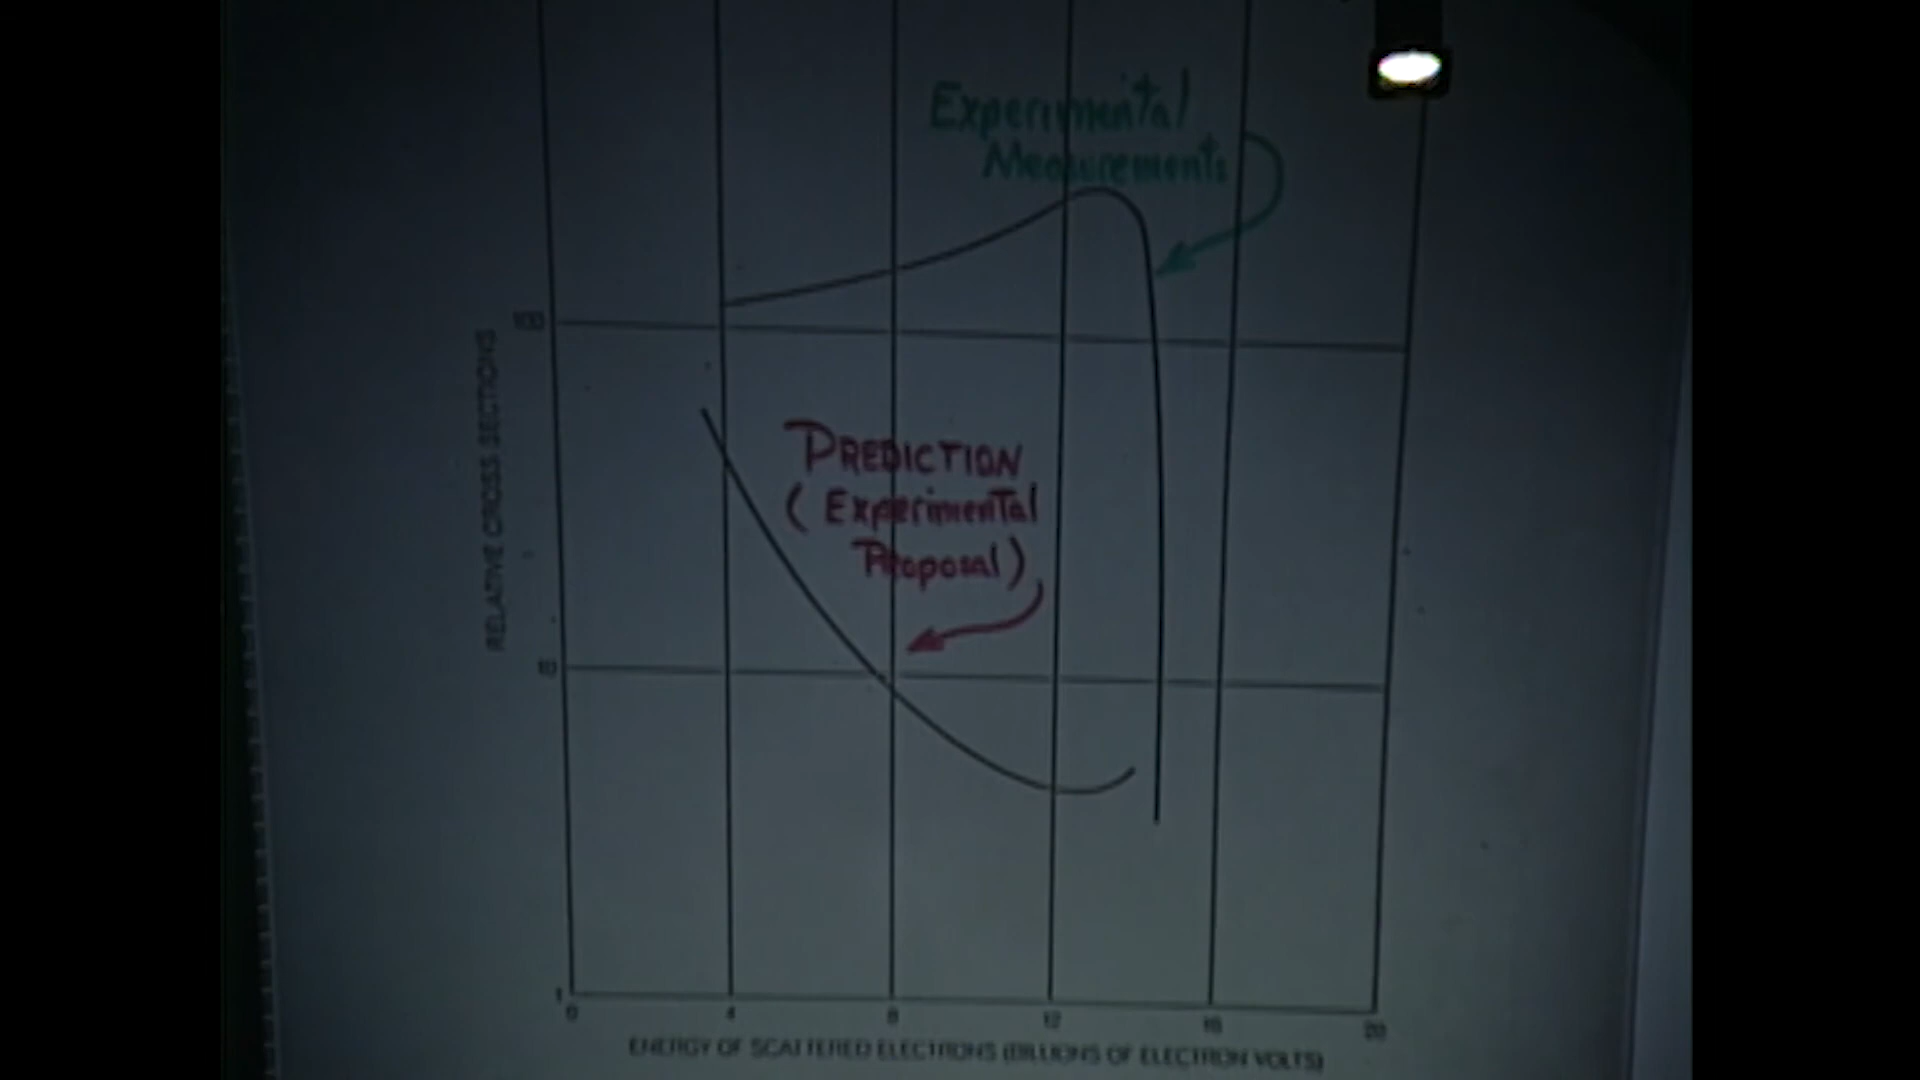 Experimental
Measurements
100
RELATIVE CROSS SECTIONS
PREDICTION
( Experimental
Proposal )
10
1
0 4 8 12 16 20
ENERGY OF SCATTERED ELECTRONS (BILLIONS OF ELECTRON VOLTS)